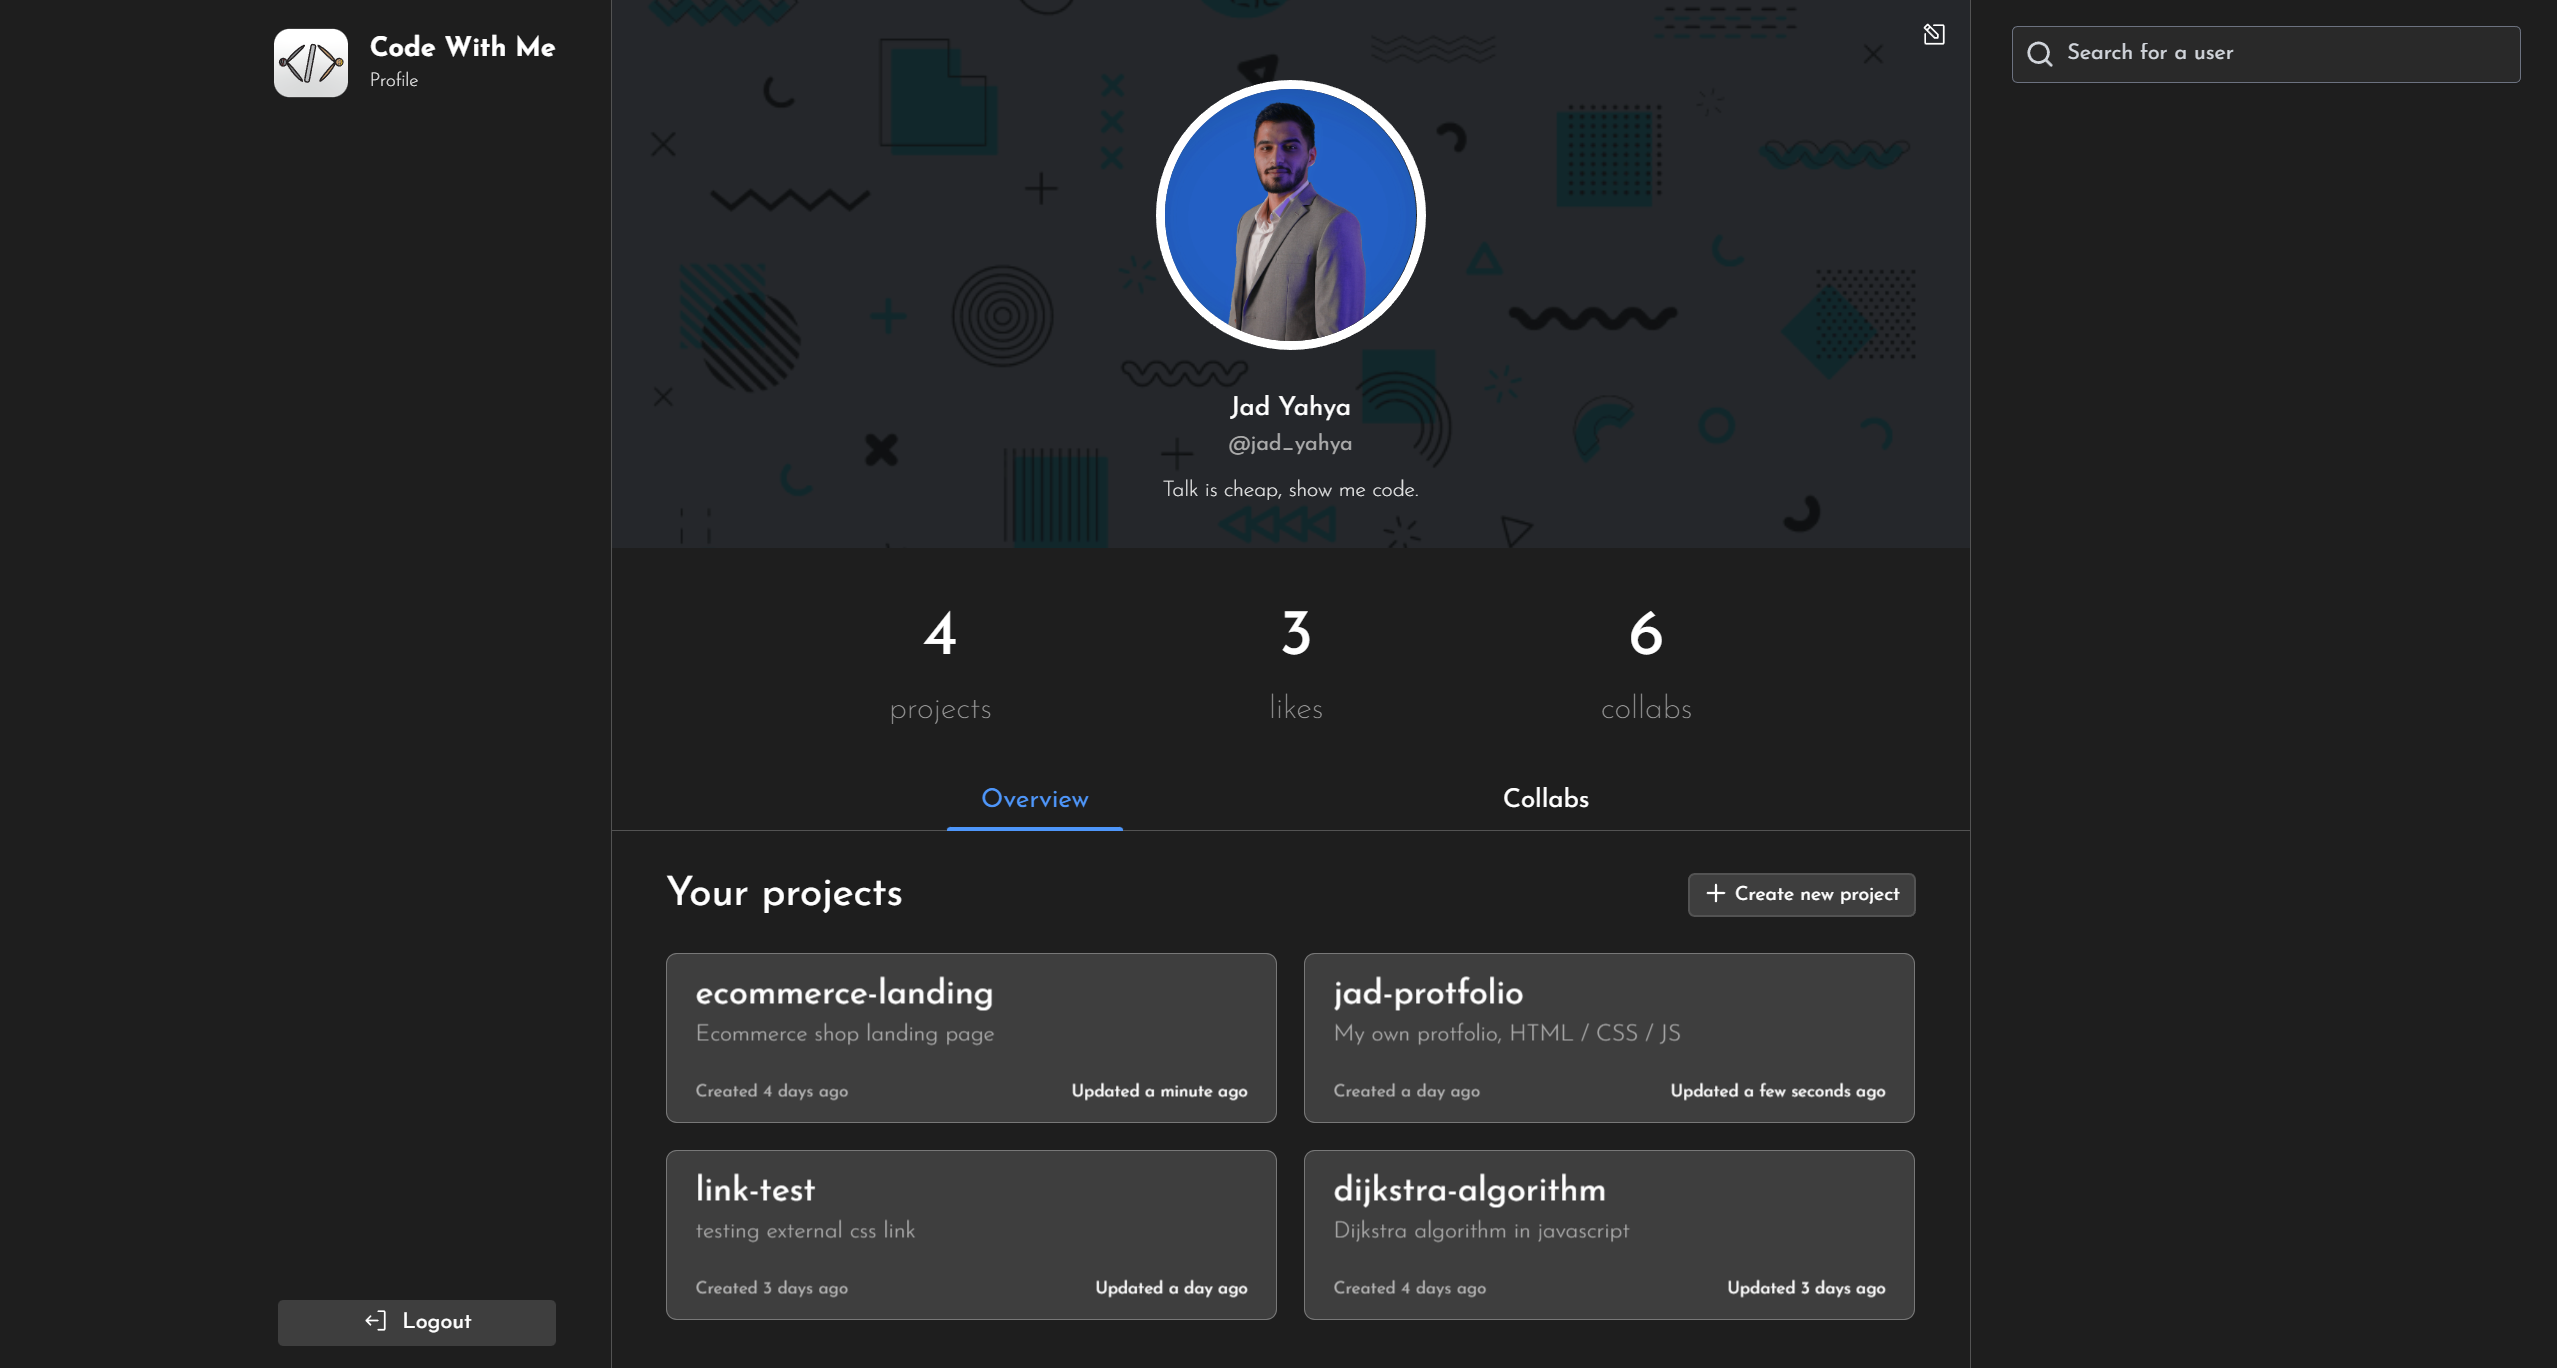 Code With Me
Profile
Search for a user
Jad Yahya
@jad_yahya
Talk is cheap, show me code.
4
projects
3
likes
6
collabs
Overview
Collabs
Your projects
Create new project
ecommerce-landing
Ecommerce shop landing page
Created 4 days ago
Updated a minute ago
jad-protfolio
My own protfolio, HTML / CSS / JS
Created a day ago
Updated a few seconds ago
link-test
testing external css link
Created 3 days ago
Updated a day ago
dijkstra-algorithm
Dijkstra algorithm in javascript
Created 4 days ago
Updated 3 days ago
Logout